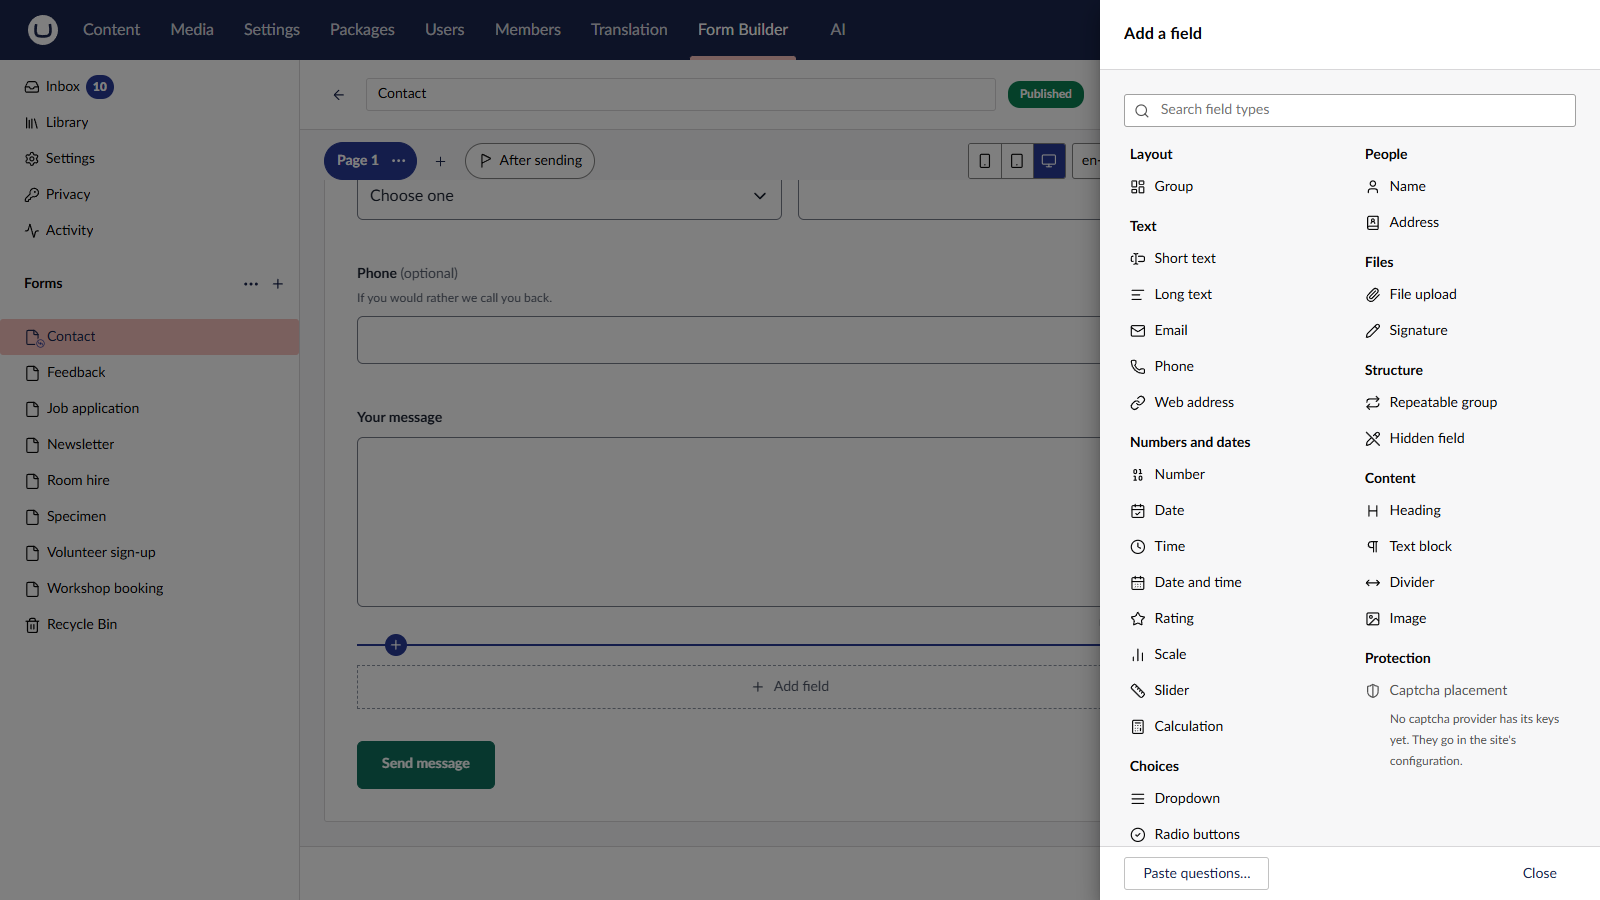 Content
Media
Settings
Packages
Users
Members
Translation
Form Builder
AI
Inbox 10
Library
Settings
Privacy
Activity
Forms
Contact
Feedback
Job application
Newsletter
Room hire
Specimen
Volunteer sign-up
Workshop booking
Recycle Bin
Contact
Published
Page 1
After sending
en-
Choose one
Phone (optional)
If you would rather we call you back.
Your message
Add field
Send message
Add a field
Search field types
Layout
Group
Text
Short text
Long text
Email
Phone
Web address
Numbers and dates
Number
Date
Time
Date and time
Rating
Scale
Slider
Calculation
Choices
Dropdown
Radio buttons
People
Name
Address
Files
File upload
Signature
Structure
Repeatable group
Hidden field
Content
Heading
Text block
Divider
Image
Protection
Captcha placement
No captcha provider has its keys
yet. They go in the site's
configuration.
Paste questions...
Close